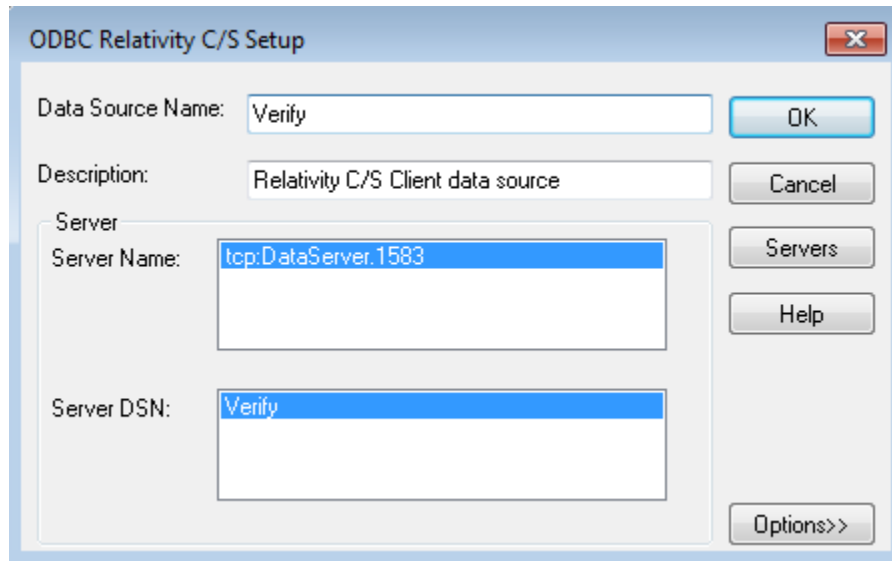 ODBC Relativity C/S Setup
Data Source Name: Verify OK
Description: Relativity C/S Client data source Cancel
Server
Server Name: tcp:DataServer.1583 Servers
Help
Server DSN: Verify
Options>>